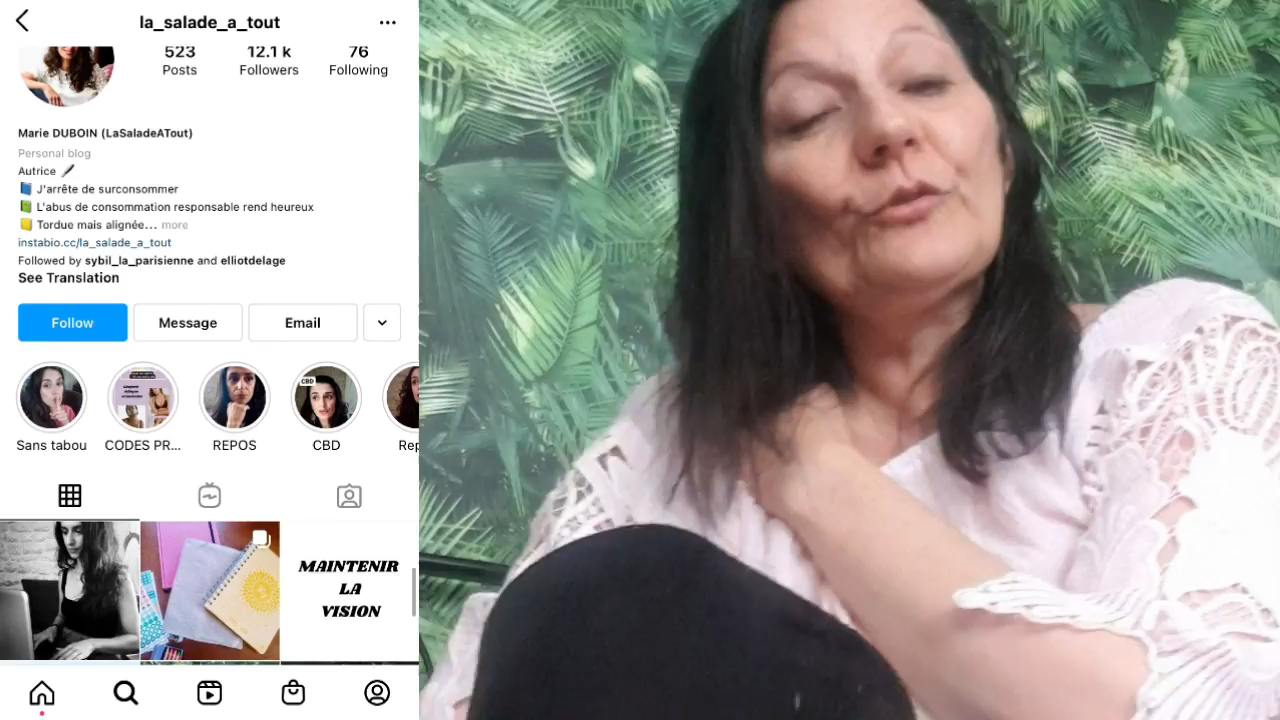 la_salade_a_tout
523 12.1 k 76
Posts Followers Following
Marie DUBOIN (LaSaladeATout)
Personal blog
Autrice
J'arrête de surconsommer
L'abus de consommation responsable rend heureux
Tordue mais alignée... more
instabio.cc/la_salade_a_tout
Followed by sybil_la_parisienne and elliotdelage
See Translation
Follow Message Email
CBD
Sans tabou CODES PR... REPOS CBD Rep
MAINTENIR
LA
VISION